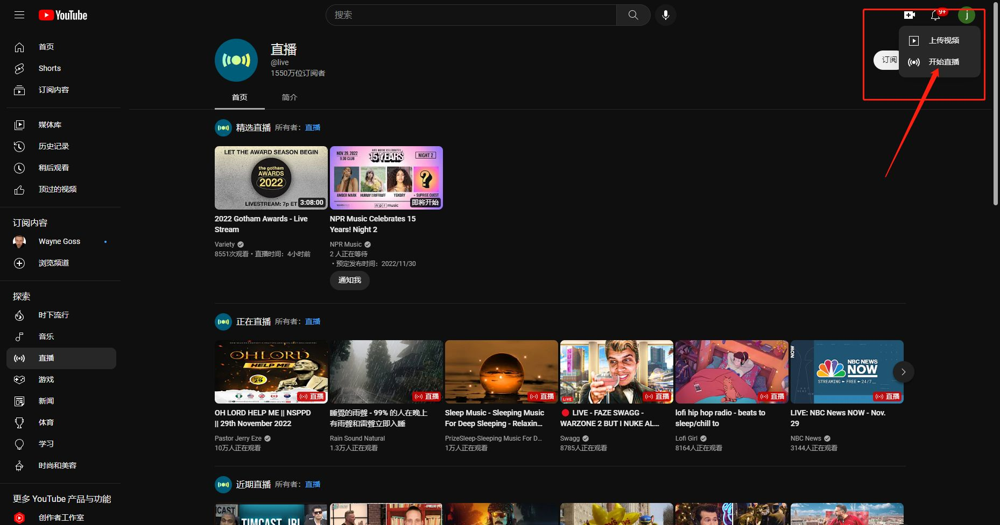 YouTube
搜索
9+
j
首页
Shorts
订阅内容
媒体库
历史记录
稍后观看
顶过的视频
订阅内容
Wayne Goss
浏览频道
探索
时下流行
音乐
直播
游戏
新闻
体育
学习
时尚和美容
更多 YouTube 产品与功能
创作者工作室
直播
@live
1550万位订阅者
订阅
上传视频
开始直播
首页
简介
精选直播 所有者：直播
LET THE AWARD SEASON BEGIN
the gotham
AWARDS
2022
LIVESTREAM: 7p ET
3:08:00
2022 Gotham Awards - Live
Stream
Variety
8551次观看・直播时间：4小时前
NPR MUSIC CELEBRATES
NOV. 29, 2022
9:30 CLUB
15 YEARS
NIGHT 2
AMBER MARK
HURRAY FOR THE RIFF RAFF
YENDRY
+ SUPRISE GUEST
npr music
即将开始
NPR Music Celebrates 15
Years! Night 2
NPR Music
2 人正在等待
・预定发布时间：2022/11/30
通知我
正在直播 所有者：直播
OH LORD
HELP ME
NOV
29
直播
OH LORD HELP ME || NSPPD
|| 29th November 2022
Pastor Jerry Eze
10万人正在观看
直播
睡覺的雨聲 - 99% 的人在晚上
有雨聲和雷聲立即入睡
Rain Sound Natural
1.3万人正在观看
直播
Sleep Music - Sleeping Music
For Deep Sleeping - Relaxin...
PrizeSleep-Sleeping Music For D...
1万人正在观看
NUKE
LIVE
直播
LIVE - FAZE SWAGG -
WARZONE 2 BUT I NUKE AL...
Swagg
8785人正在观看
直播
lofi hip hop radio - beats to
sleep/chill to
Lofi Girl
8164人正在观看
NOW
NBC NEWS
NOW
STREAMING ► FREE ► 24/7_
直播
LIVE: NBC News NOW - Nov.
29
NBC News
3144人正在观看
近期直播 所有者：直播
TIMCAST IRL